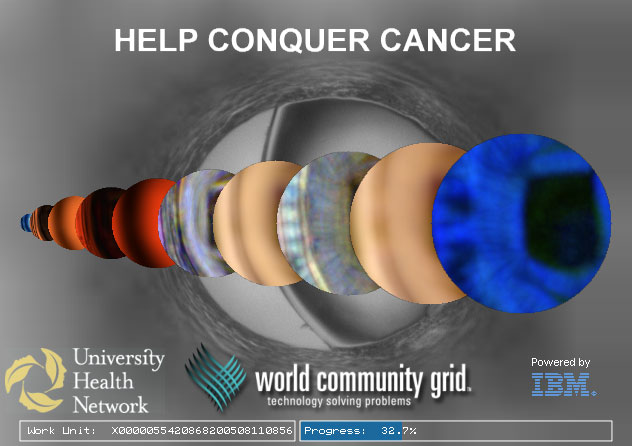 HELP CONQUER CANCER
University
Health
Network
world community grid™
technology solving problems
Powered by
IBM®
Work Unit: X0000055420868200508110856
Progress: 32.7%